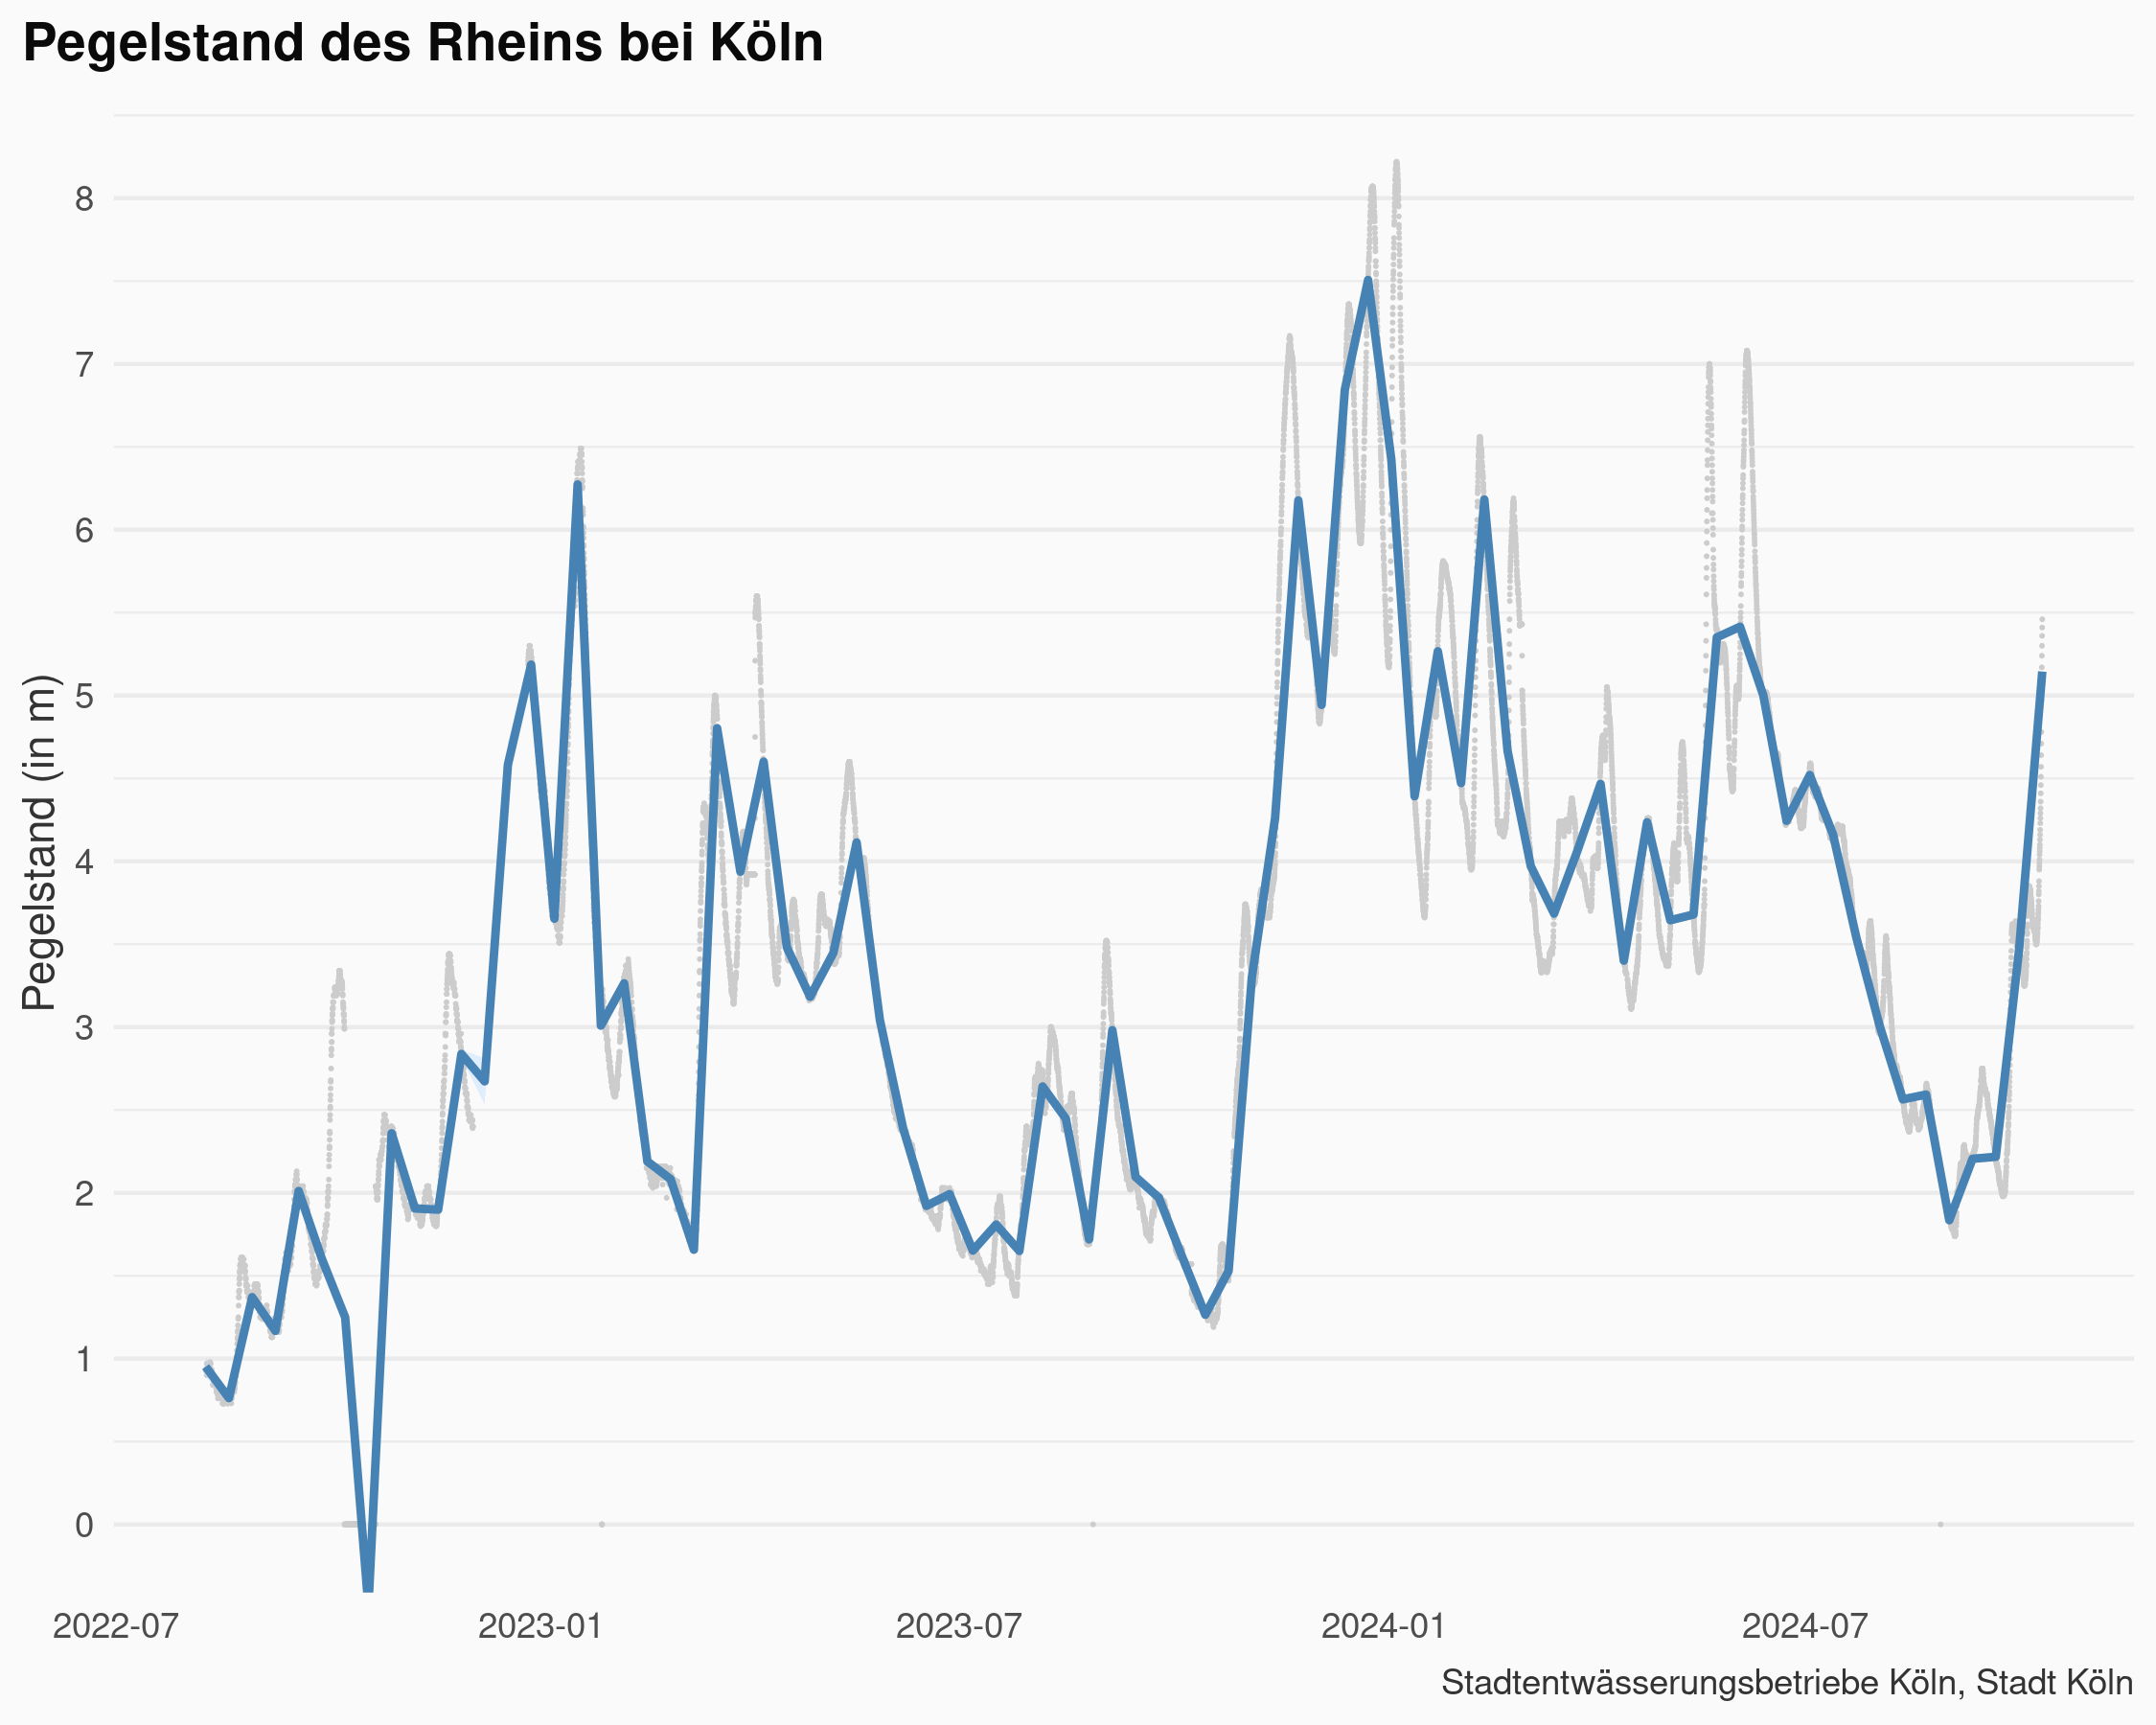 Pegelstand des Rheins bei Köln
Pegelstand (in m)
8
7
6
5
4
3
2
1
0
2022-07 2023-01 2023-07 2024-01 2024-07
Stadtentwässerungsbetriebe Köln, Stadt Köln